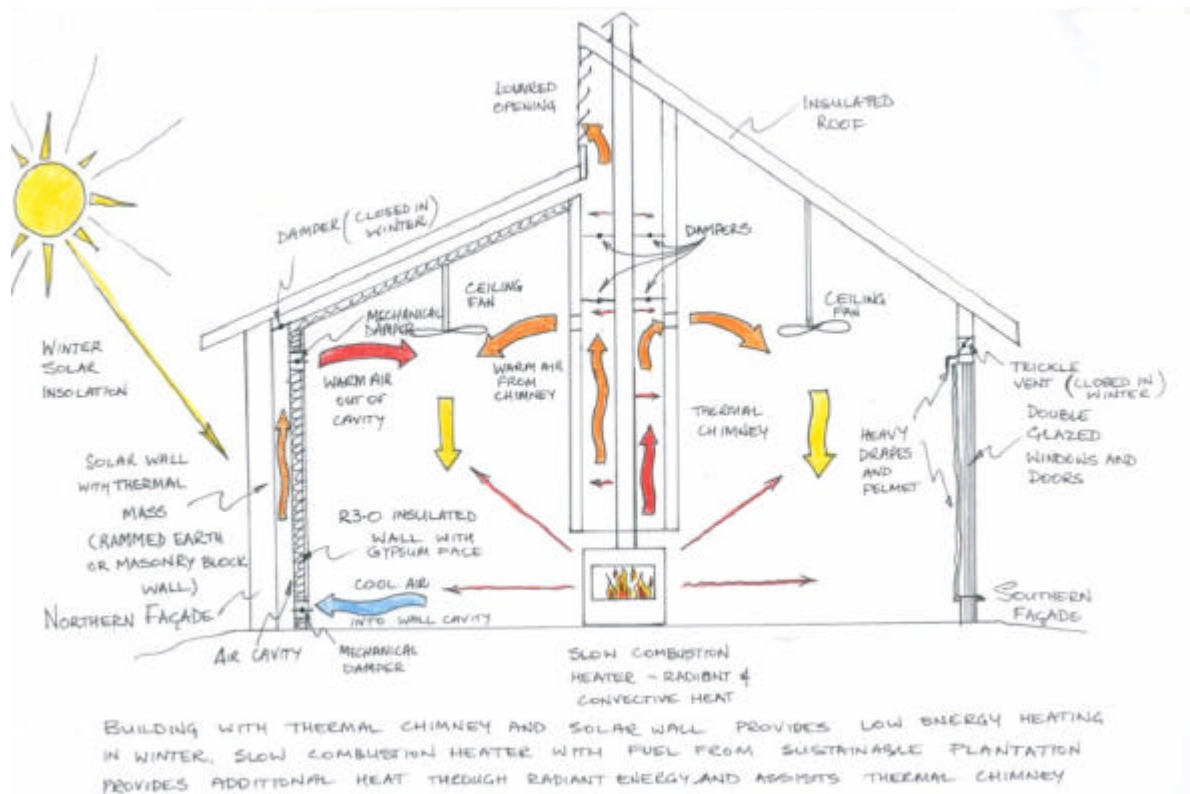 LOUVRED
OPENING
INSULATED
ROOF
DAMPER (CLOSED IN
WINTER)
DAMPERS
CEILING
FAN
CEILING
FAN
MECHANICAL
DAMPER
WINTER
SOLAR
INSOLATION
WARM AIR
OUT OF
CAVITY
WARM AIR
FROM
CHIMNEY
THERMAL
CHIMNEY
TRICKLE
VENT (CLOSED IN
WINTER)
DOUBLE
GLAZED
WINDOWS AND
DOORS
HEAVY
DRAPES
AND
PELMET
SOLAR WALL
WITH THERMAL
MASS
(RAMMED EARTH
OR MASONRY BLOCK
WALL)
R3-0 INSULATED
WALL WITH
GYPSUM FACE
COOL AIR
INTO WALL CAVITY
NORTHERN FAÇADE
SOUTHERN
FAÇADE
AIR CAVITY
MECHANICAL
DAMPER
SLOW COMBUSTION
HEATER - RADIANT &
CONVECTIVE HEAT
BUILDING WITH THERMAL CHIMNEY AND SOLAR WALL PROVIDES LOW ENERGY HEATING
IN WINTER. SLOW COMBUSTION HEATER WITH FUEL FROM SUSTAINABLE PLANTATION
PROVIDES ADDITIONAL HEAT THROUGH RADIANT ENERGY AND ASSISTS THERMAL CHIMNEY